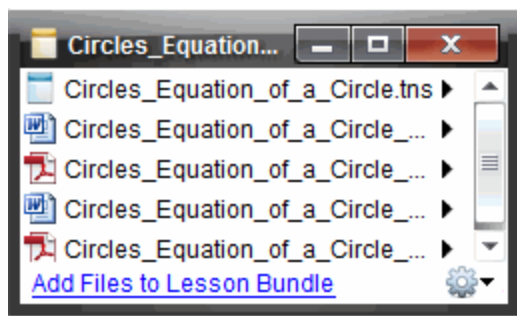 Circles_Equation...
Circles_Equation_of_a_Circle.tns
Circles_Equation_of_a_Circle_...
Circles_Equation_of_a_Circle_...
Circles_Equation_of_a_Circle_...
Circles_Equation_of_a_Circle_...
Add Files to Lesson Bundle